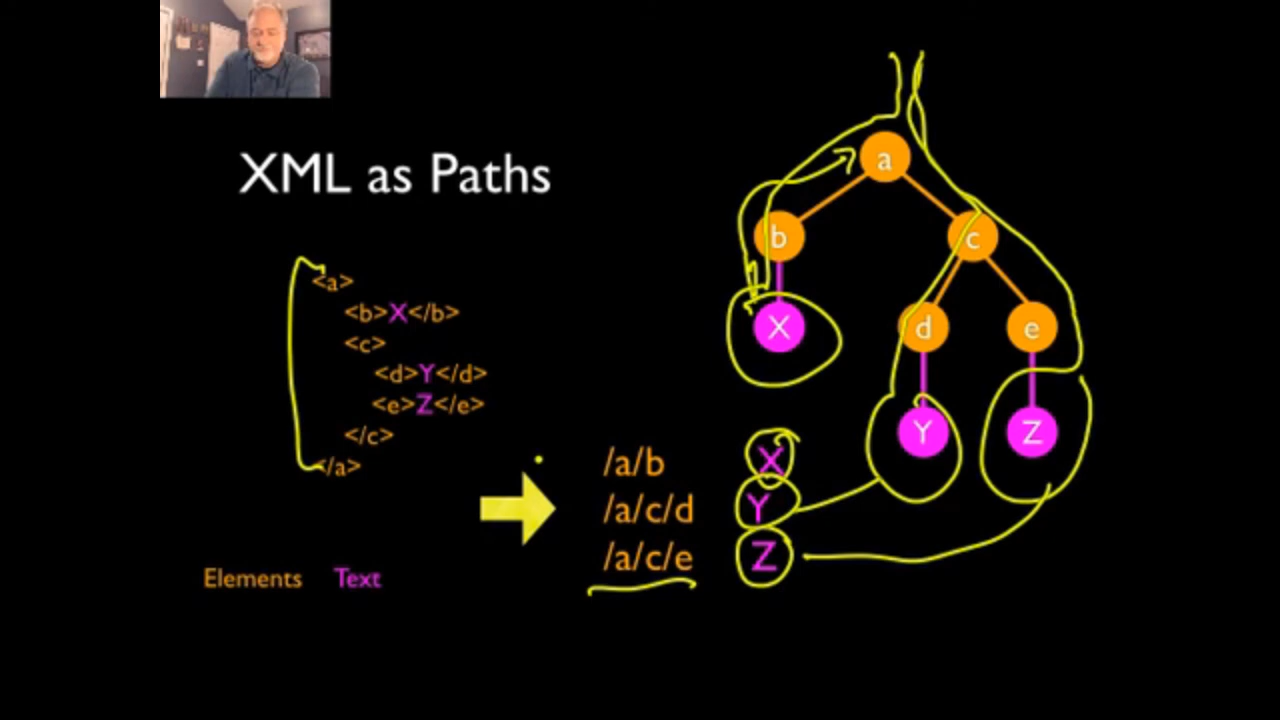 XML as Paths
<a>
<b>X</b>
<c>
<d>Y</d>
<e>Z</e>
</c>
</a>
/a/b X
/a/c/d Y
/a/c/e Z
Elements Text
a
b c
X d e
Y Z